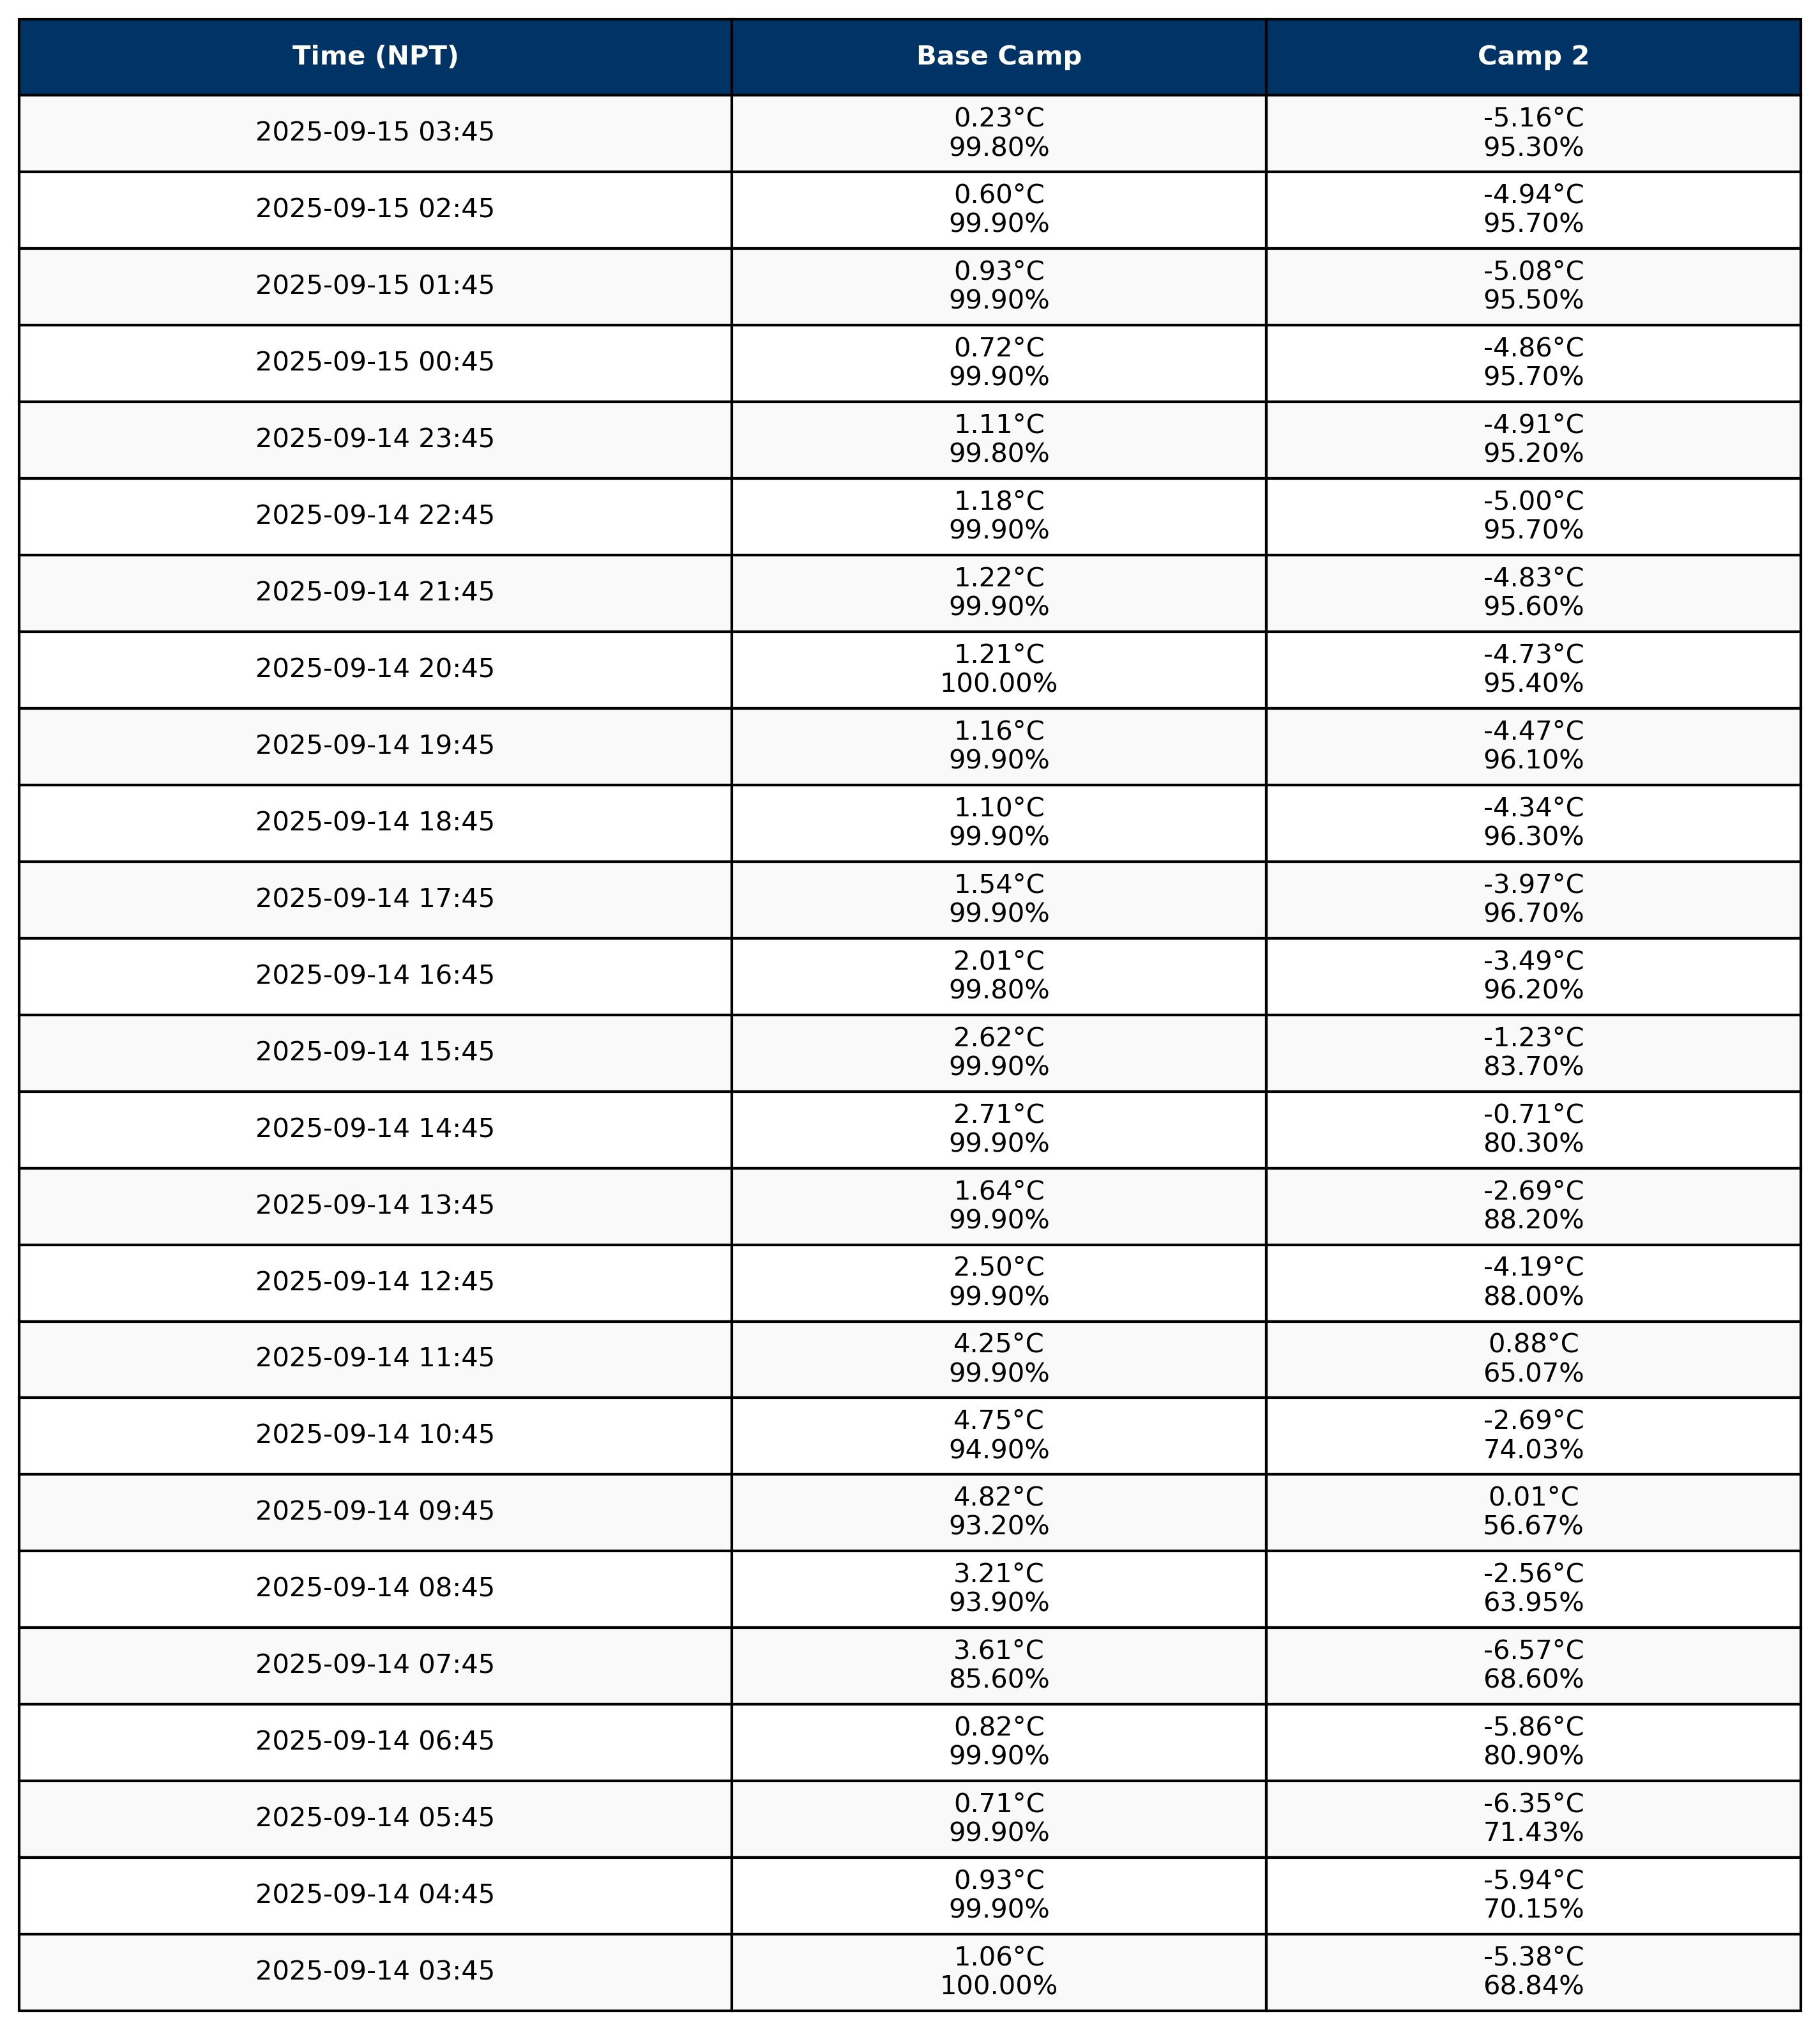 Time (NPT) Base Camp Camp 2
2025-09-15 03:45 0.23°C -5.16°C
99.80% 95.30%
2025-09-15 02:45 0.60°C -4.94°C
99.90% 95.70%
2025-09-15 01:45 0.93°C -5.08°C
99.90% 95.50%
2025-09-15 00:45 0.72°C -4.86°C
99.90% 95.70%
2025-09-14 23:45 1.11°C -4.91°C
99.80% 95.20%
2025-09-14 22:45 1.18°C -5.00°C
99.90% 95.70%
2025-09-14 21:45 1.22°C -4.83°C
99.90% 95.60%
2025-09-14 20:45 1.21°C -4.73°C
100.00% 95.40%
2025-09-14 19:45 1.16°C -4.47°C
99.90% 96.10%
2025-09-14 18:45 1.10°C -4.34°C
99.90% 96.30%
2025-09-14 17:45 1.54°C -3.97°C
99.90% 96.70%
2025-09-14 16:45 2.01°C -3.49°C
99.80% 96.20%
2025-09-14 15:45 2.62°C -1.23°C
99.90% 83.70%
2025-09-14 14:45 2.71°C -0.71°C
99.90% 80.30%
2025-09-14 13:45 1.64°C -2.69°C
99.90% 88.20%
2025-09-14 12:45 2.50°C -4.19°C
99.90% 88.00%
2025-09-14 11:45 4.25°C 0.88°C
99.90% 65.07%
2025-09-14 10:45 4.75°C -2.69°C
94.90% 74.03%
2025-09-14 09:45 4.82°C 0.01°C
93.20% 56.67%
2025-09-14 08:45 3.21°C -2.56°C
93.90% 63.95%
2025-09-14 07:45 3.61°C -6.57°C
85.60% 68.60%
2025-09-14 06:45 0.82°C -5.86°C
99.90% 80.90%
2025-09-14 05:45 0.71°C -6.35°C
99.90% 71.43%
2025-09-14 04:45 0.93°C -5.94°C
99.90% 70.15%
2025-09-14 03:45 1.06°C -5.38°C
100.00% 68.84%